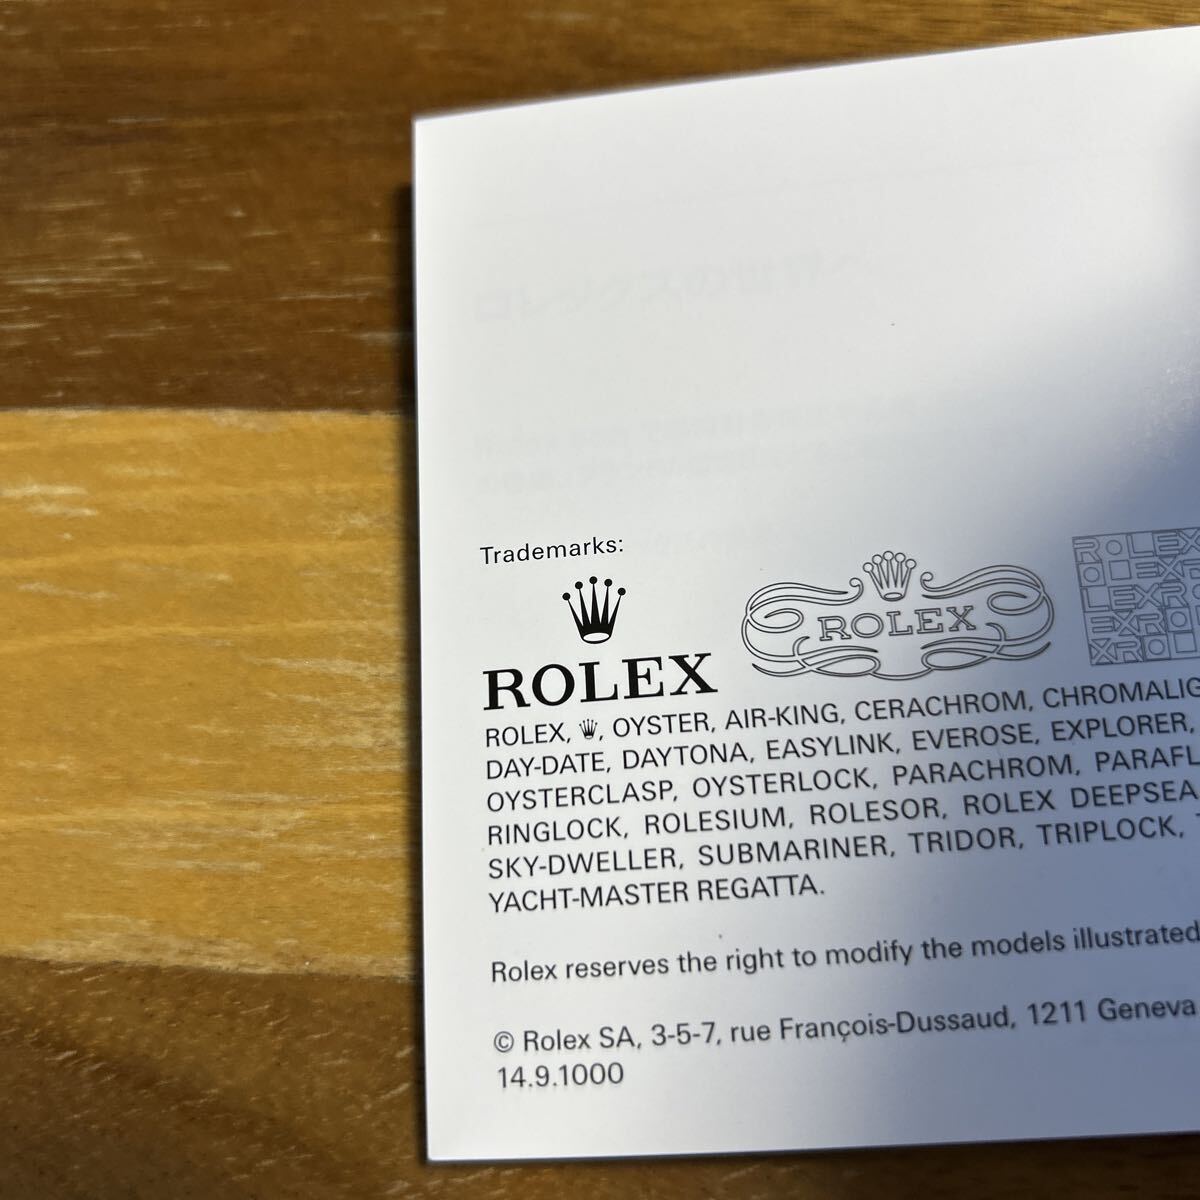 Trademarks:
ROLEX
ROLEX
ROLEX
ROLEX, OYSTER, AIR-KING, CERACHROM, CHROMALIG
DAY-DATE, DAYTONA, EASYLINK, EVEROSE, EXPLORER,
OYSTERCLASP, OYSTERLOCK, PARACHROM, PARAFL
RINGLOCK, ROLESIUM, ROLESOR, ROLEX DEEPSEA,
SKY-DWELLER, SUBMARINER, TRIDOR, TRIPLOCK,
YACHT-MASTER REGATTA.
Rolex reserves the right to modify the models illustrated
© Rolex SA, 3-5-7, rue François-Dussaud, 1211 Geneva
14.9.1000